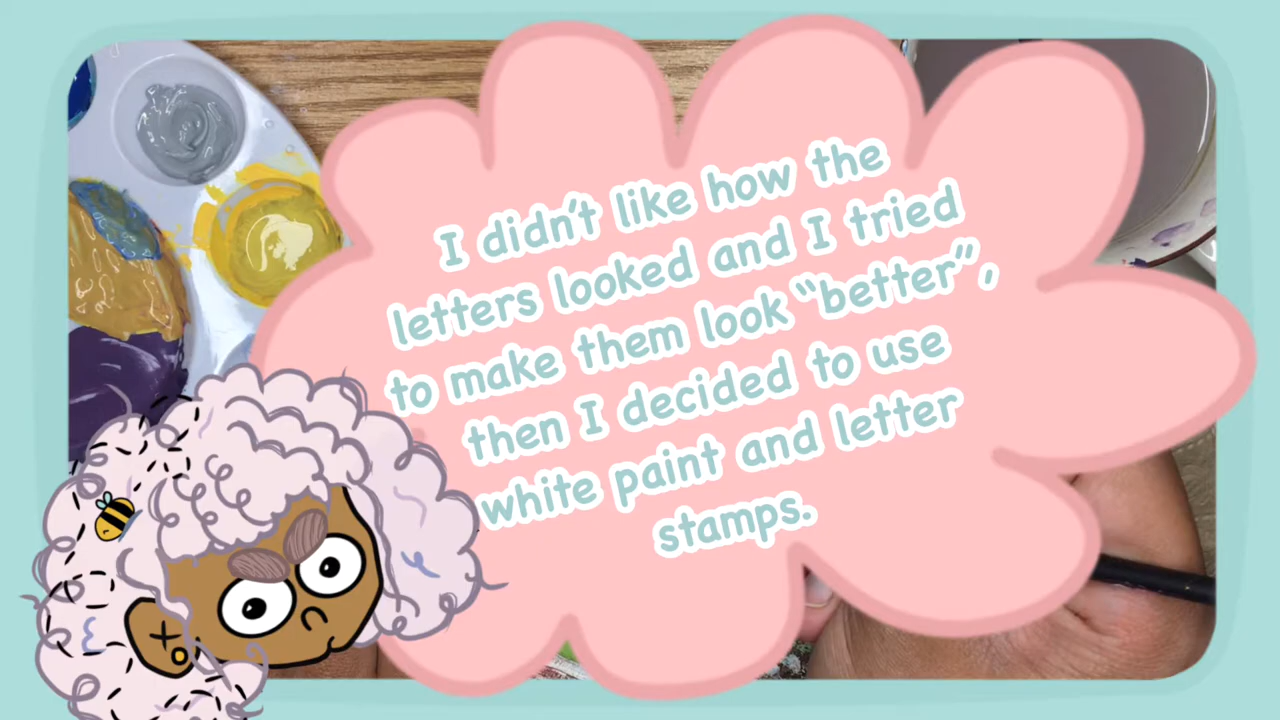 I didn't like how the
letters looked and I tried
to make them look “better”,
then I decided to use
white paint and letter
stamps.